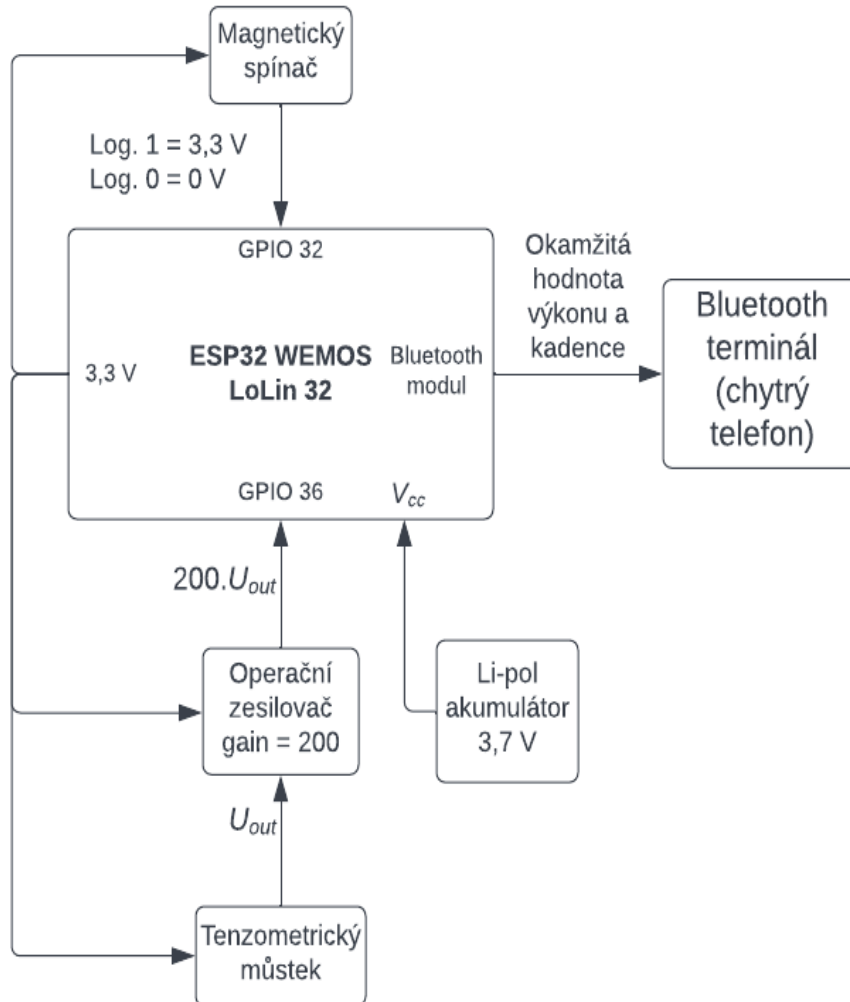 Magnetický
spínač
Log. 1 = 3,3 V
Log. 0 = 0 V
GPIO 32
Okamžitá
hodnota
výkonu a
kadence
3,3 V
ESP32 WEMOS
LoLin 32
Bluetooth
modul
Bluetooth
terminál
(chytrý
telefon)
GPIO 36
Vcc
200.Uout
Operační
zesilovač
gain = 200
Li-pol
akumulátor
3,7 V
Uout
Tenzometrický
můstek